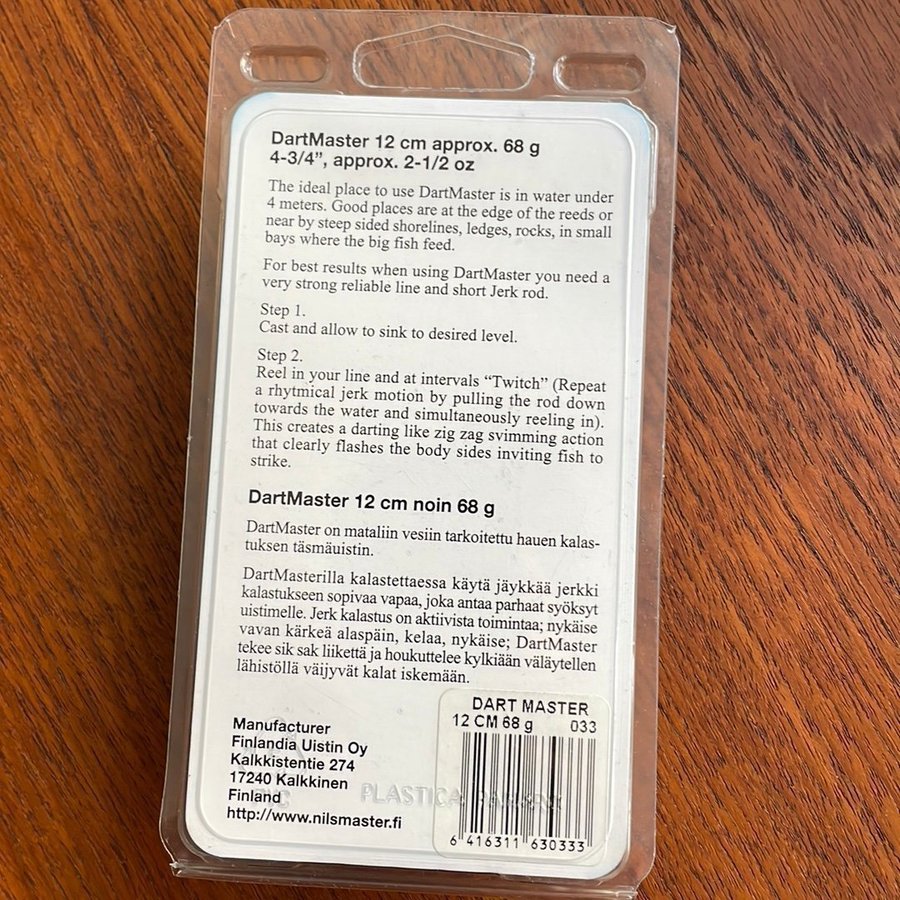 DartMaster 12 cm approx. 68 g
4-3/4”, approx. 2-1/2 oz
The ideal place to use DartMaster is in water under
4 meters. Good places are at the edge of the reeds or
near by steep sided shorelines, ledges, rocks, in small
bays where the big fish feed.
For best results when using DartMaster you need a
very strong reliable line and short Jerk rod.
Step 1.
Cast and allow to sink to desired level.
Step 2.
Reel in your line and at intervals “Twitch” (Repeat
a rhytmical jerk motion by pulling the rod down
towards the water and simultaneously reeling in).
This creates a darting like zig zag svimming action
that clearly flashes the body sides inviting fish to
strike.
DartMaster 12 cm noin 68 g
DartMaster on mataliin vesiin tarkoitettu hauen kalas-
tuksen täsmäuistin.
DartMasterilla kalastettaessa käytä jäykkää jerkki
kalastukseen sopivaa vapaa, joka antaa parhaat syöksyt
uistimelle. Jerk kalastus on aktiivista toimintaa; nykäise
vavan kärkeä alaspäin, kelaa, nykäise; DartMaster
tekee sik sak liikettä ja houkuttelee kylkiään väläytellen
lähistöllä väijyvät kalat iskemään.
Manufacturer
Finlandia Uistin Oy
Kalkkistentie 274
17240 Kalkkinen
Finland
http://www.nilsmaster.fi
PLASTICA
DART MASTER
12 CM 68 g 033
6 416311 630333